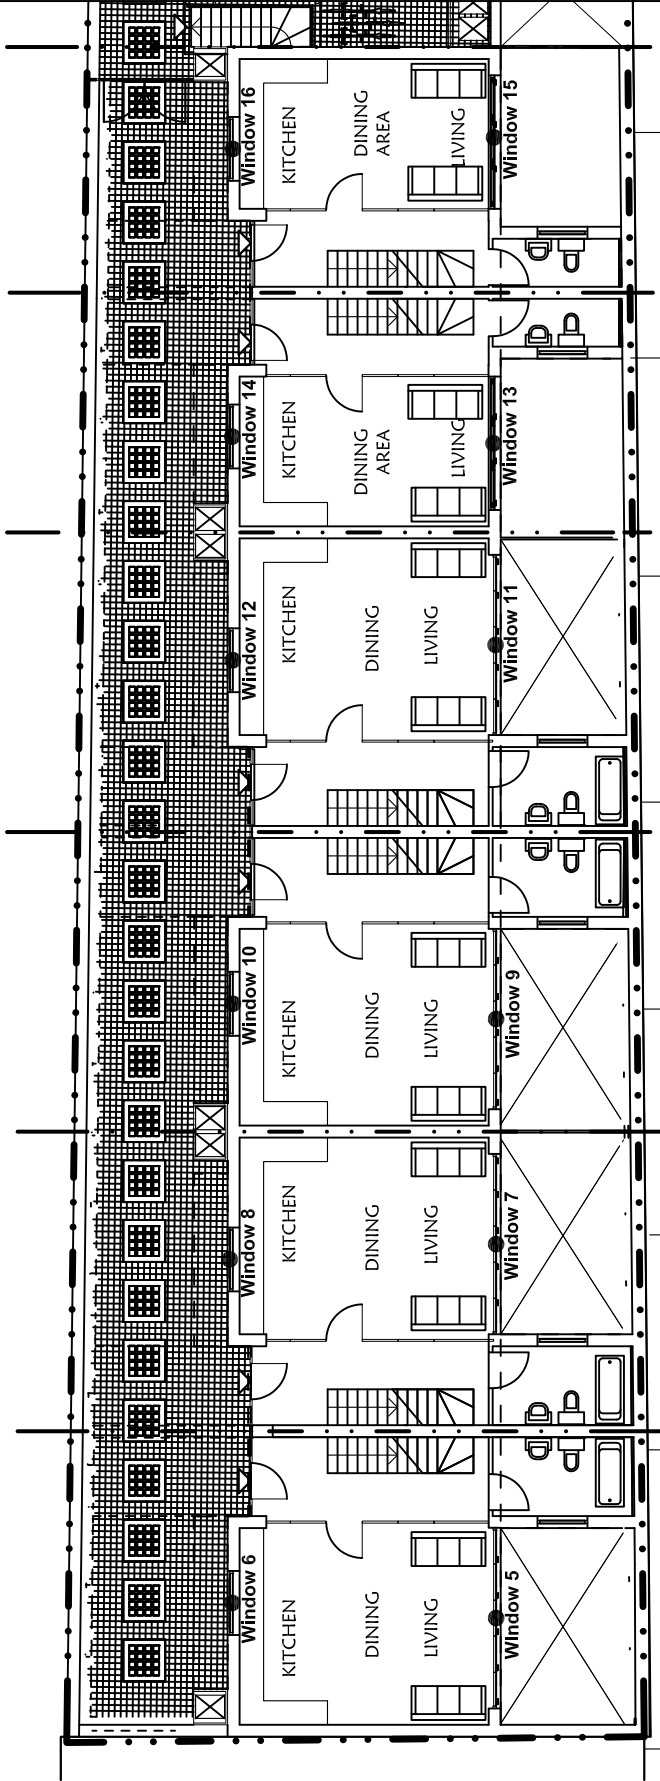 Window 16
KITCHEN
DINING
AREA
LIVING
Window 15
Window 14
KITCHEN
DINING
AREA
LIVING
Window 13
Window 12
KITCHEN
DINING
LIVING
Window 11
Window 10
KITCHEN
DINING
LIVING
Window 9
Window 8
KITCHEN
DINING
LIVING
Window 7
Window 6
KITCHEN
DINING
LIVING
Window 5